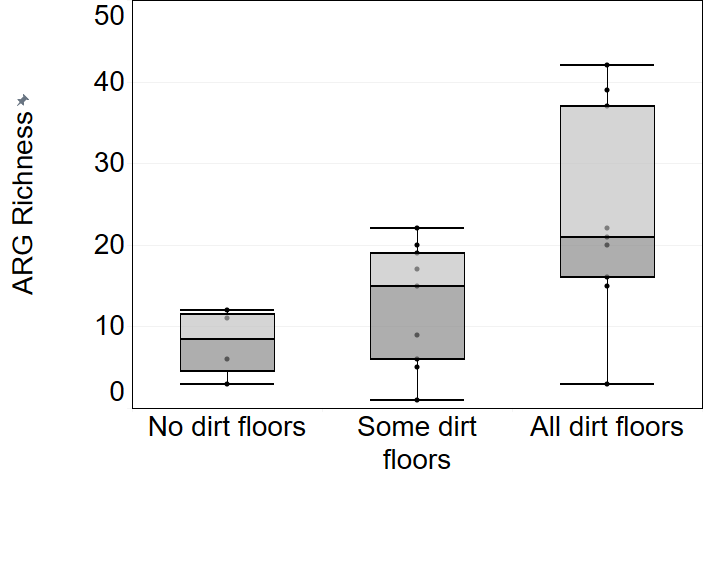 50
40
30
20
10
0
ARG Richness
No dirt floors
Some dirt
floors
All dirt floors